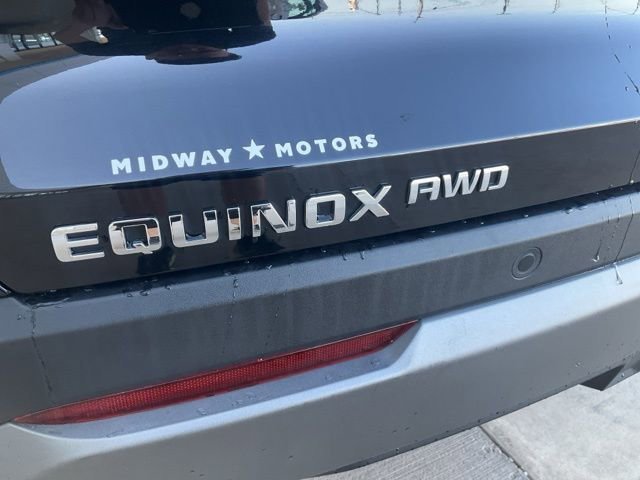 MIDWAY ★ MOTORS
EQUINOX AWD